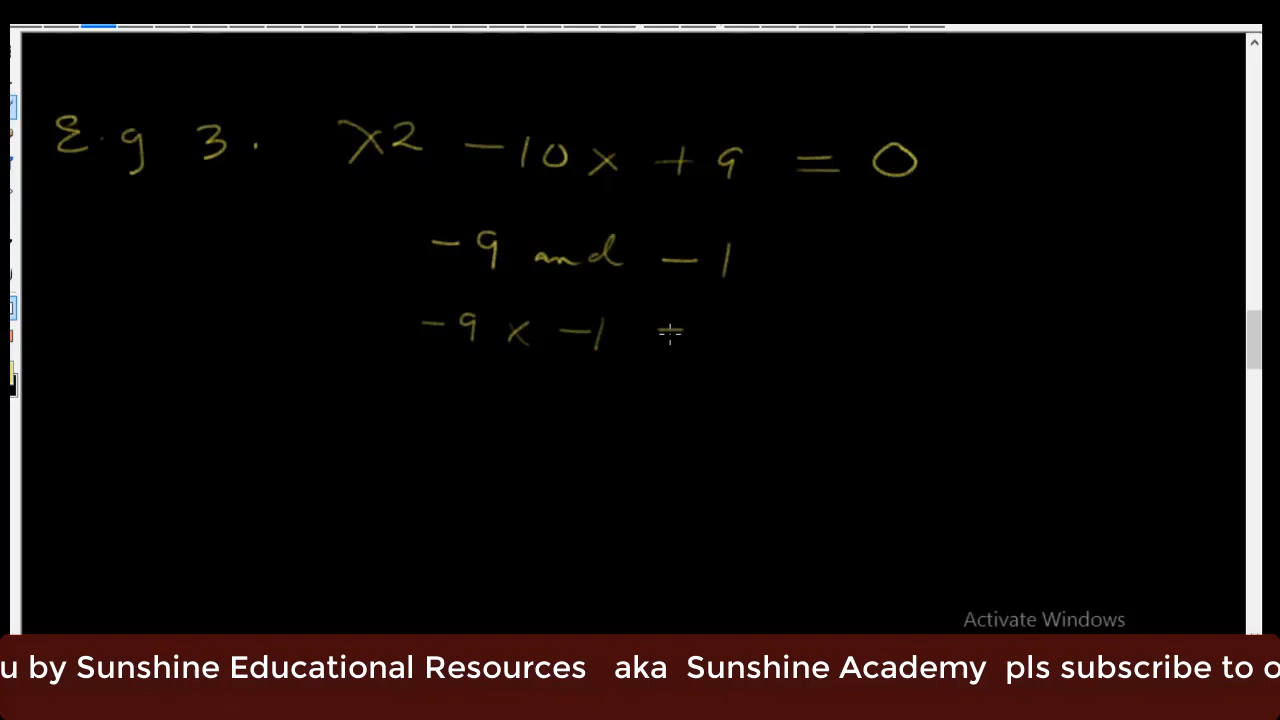 E.g 3. x2 -10x + 9 = 0
-9 and -1
-9 x -1 =
Activate Windows
u by Sunshine Educational Resources aka Sunshine Academy pls subscribe to o